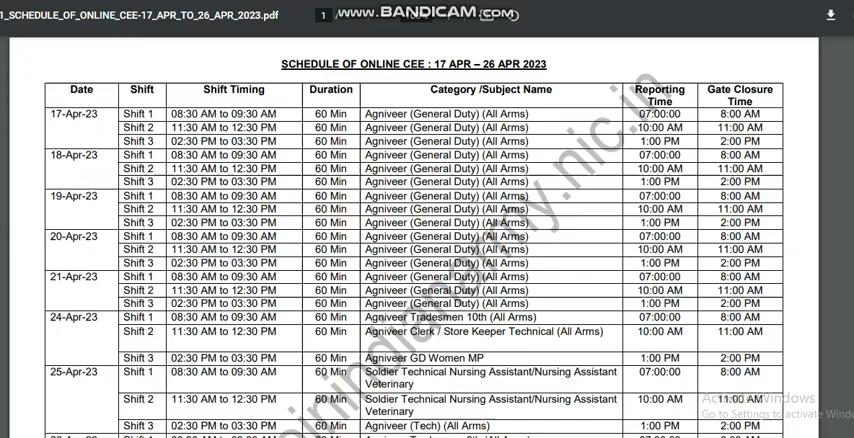 1_SCHEDULE_OF_ONLINE_CEE-17_APR_TO_26_APR_2023.pdf 1
www.BANDICAM.COM
SCHEDULE OF ONLINE CEE : 17 APR – 26 APR 2023
Date Shift Shift Timing Duration Category /Subject Name Reporting Time Gate Closure Time
17-Apr-23 Shift 1 08:30 AM to 09:30 AM 60 Min Agniveer (General Duty) (All Arms) 07:00:00 8:00 AM
Shift 2 11:30 AM to 12:30 PM 60 Min Agniveer (General Duty) (All Arms) 10:00 AM 11:00 AM
Shift 3 02:30 PM to 03:30 PM 60 Min Agniveer (General Duty) (All Arms) 1:00 PM 2:00 PM
18-Apr-23 Shift 1 08:30 AM to 09:30 AM 60 Min Agniveer (General Duty) (All Arms) 07:00:00 8:00 AM
Shift 2 11:30 AM to 12:30 PM 60 Min Agniveer (General Duty) (All Arms) 10:00 AM 11:00 AM
Shift 3 02:30 PM to 03:30 PM 60 Min Agniveer (General Duty) (All Arms) 1:00 PM 2:00 PM
19-Apr-23 Shift 1 08:30 AM to 09:30 AM 60 Min Agniveer (General Duty) (All Arms) 07:00:00 8:00 AM
Shift 2 11:30 AM to 12:30 PM 60 Min Agniveer (General Duty) (All Arms) 10:00 AM 11:00 AM
Shift 3 02:30 PM to 03:30 PM 60 Min Agniveer (General Duty) (All Arms) 1:00 PM 2:00 PM
20-Apr-23 Shift 1 08:30 AM to 09:30 AM 60 Min Agniveer (General Duty) (All Arms) 07:00:00 8:00 AM
Shift 2 11:30 AM to 12:30 PM 60 Min Agniveer (General Duty) (All Arms) 10:00 AM 11:00 AM
Shift 3 02:30 PM to 03:30 PM 60 Min Agniveer (General Duty) (All Arms) 1:00 PM 2:00 PM
21-Apr-23 Shift 1 08:30 AM to 09:30 AM 60 Min Agniveer (General Duty) (All Arms) 07:00:00 8:00 AM
Shift 2 11:30 AM to 12:30 PM 60 Min Agniveer (General Duty) (All Arms) 10:00 AM 11:00 AM
Shift 3 02:30 PM to 03:30 PM 60 Min Agniveer (General Duty) (All Arms) 1:00 PM 2:00 PM
24-Apr-23 Shift 1 08:30 AM to 09:30 AM 60 Min Agniveer Tradesmen 10th (All Arms) 07:00:00 8:00 AM
Shift 2 11:30 AM to 12:30 PM 60 Min Agniveer Clerk / Store Keeper Technical (All Arms) 10:00 AM 11:00 AM
Shift 3 02:30 PM to 03:30 PM 60 Min Agniveer GD Women MP 1:00 PM 2:00 PM
25-Apr-23 Shift 1 08:30 AM to 09:30 AM 60 Min Soldier Technical Nursing Assistant/Nursing Assistant Veterinary 07:00:00 8:00 AM
Shift 2 11:30 AM to 12:30 PM 60 Min Soldier Technical Nursing Assistant/Nursing Assistant Veterinary 10:00 AM 11:00 AM
Shift 3 02:30 PM to 03:30 PM 60 Min Agniveer (Tech) (All Arms) 1:00 PM 2:00 PM
joinindianarmy.nic.in
Activate Windows
Go to Settings to activate Windo